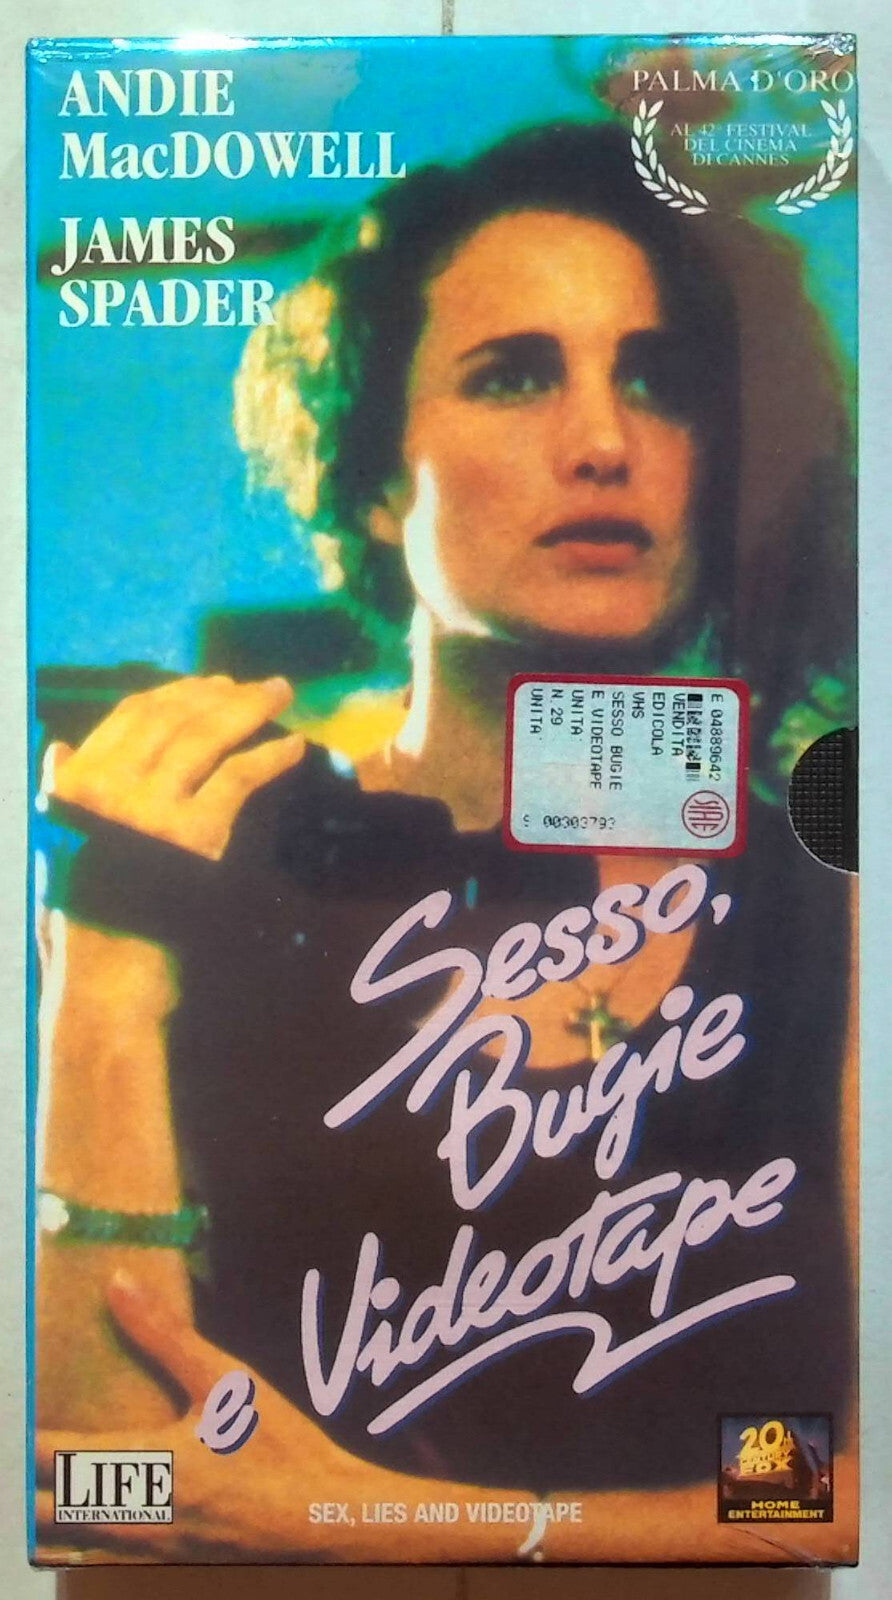 ANDIE
MacDOWELL
JAMES
SPADER
PALMA D'ORO
AL 42° FESTIVAL
DEL CINEMA
DI CANNES
E 04889642
VENDITA
EDICOLA
VHS
SESSO BUGIE
E VIDEOTAPE
UNITA'
N.29
UNITA'
S 00303793
SIAE
Sesso,
Bugie
e Videotape
LIFE
INTERNATIONAL
SEX, LIES AND VIDEOTAPE
20th
CENTURY
FOX
HOME
ENTERTAINMENT